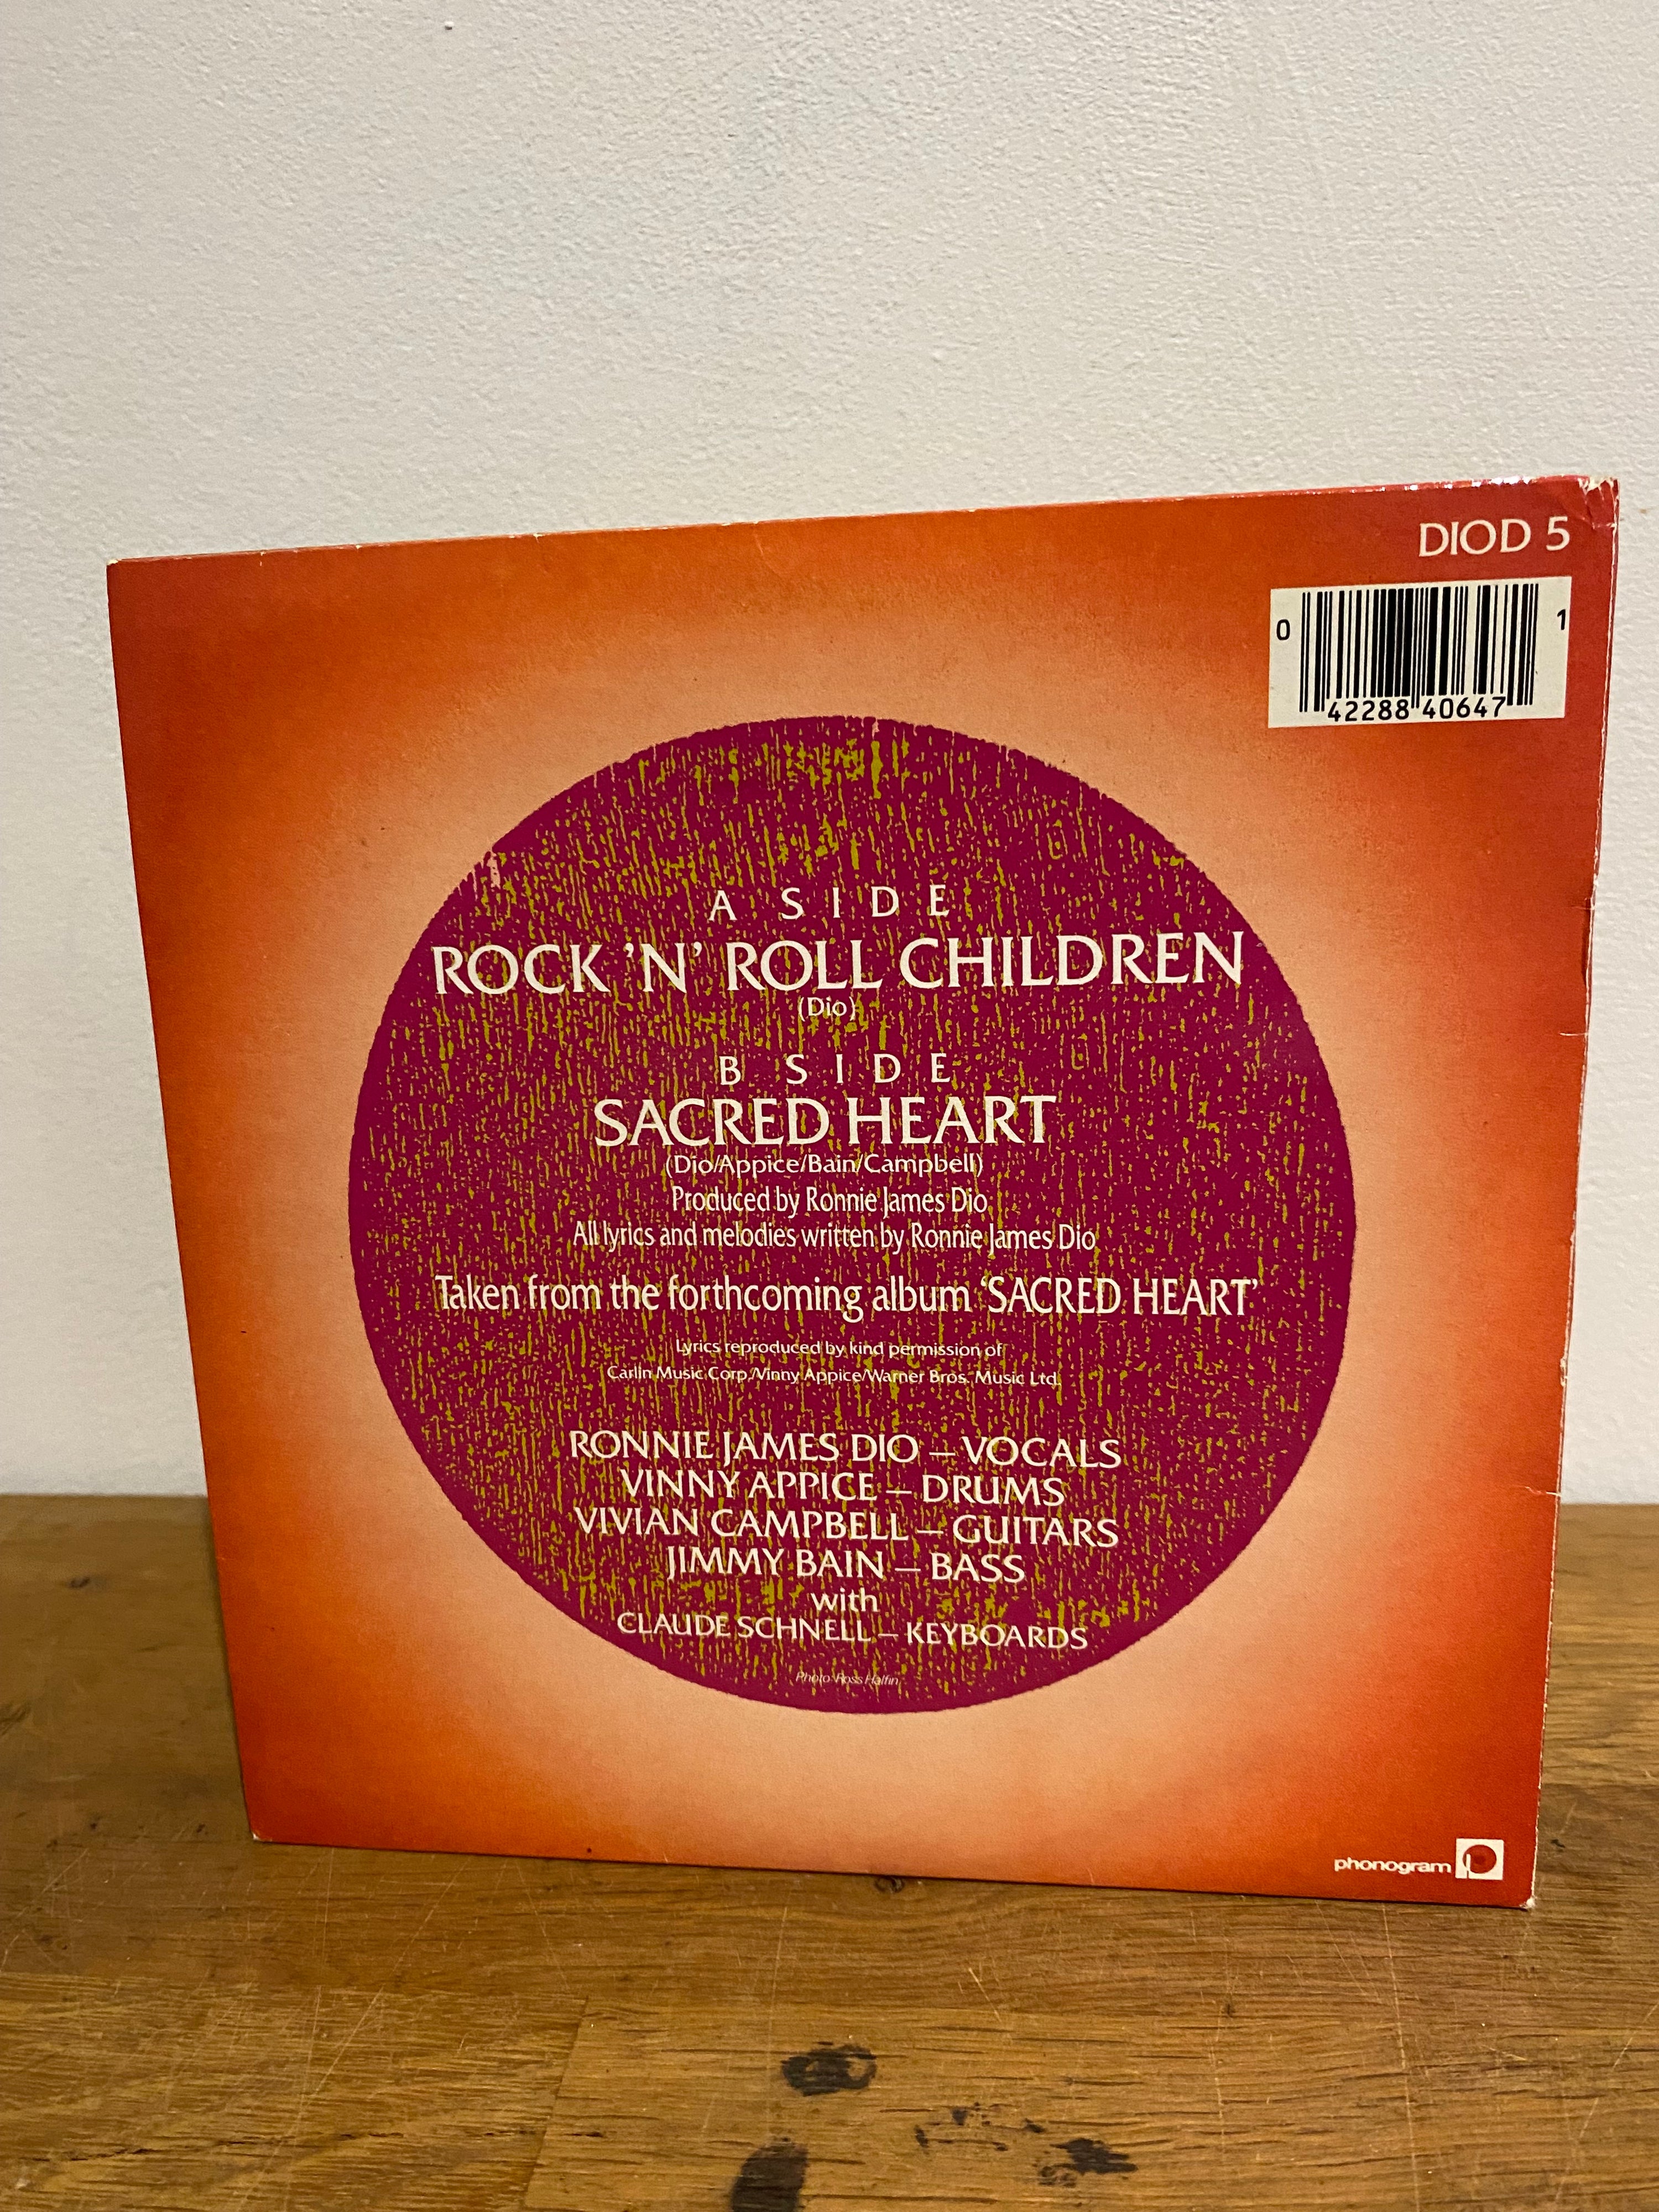 DIOD 5
0 42288 40647 1
A SIDE
ROCK 'N' ROLL CHILDREN
(Dio)
B SIDE
SACRED HEART
(Dio/Appice/Bain/Campbell)
Produced by Ronnie James Dio
All lyrics and melodies written by Ronnie James Dio
Taken from the forthcoming album 'SACRED HEART'
Lyrics reproduced by kind permission of
Carlin Music Corp./Vinny Appice/Warner Bros. Music Ltd.
RONNIE JAMES DIO – VOCALS
VINNY APPICE – DRUMS
VIVIAN CAMPBELL – GUITARS
JIMMY BAIN – BASS
with
CLAUDE SCHNELL – KEYBOARDS
Photo: Ross Halfin
phonogram